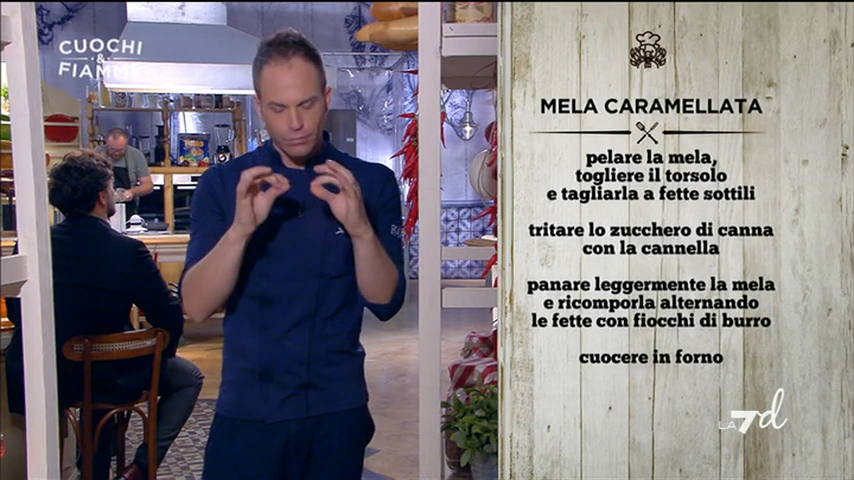 CUOCHI
&
FIAMME
MELA CARAMELLATA
pelare la mela,
togliere il torsolo
e tagliarla a fette sottili
tritare lo zucchero di canna
con la cannella
panare leggermente la mela
e ricomporla alternando
le fette con fiocchi di burro
cuocere in forno
LA7d